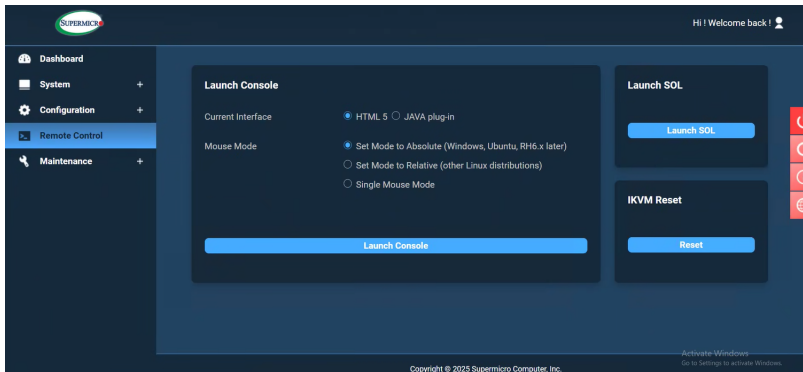 SUPERMICRO
Hi ! Welcome back !
Dashboard
System +
Configuration +
Remote Control
Maintenance +
Launch Console
Current Interface HTML 5 JAVA plug-in
Mouse Mode Set Mode to Absolute (Windows, Ubuntu, RH6.x later)
Set Mode to Relative (other Linux distributions)
Single Mouse Mode
Launch Console
Launch SOL
Launch SOL
IKVM Reset
Reset
Activate Windows
Go to Settings to activate Windows.
Copyright © 2025 Supermicro Computer, Inc.